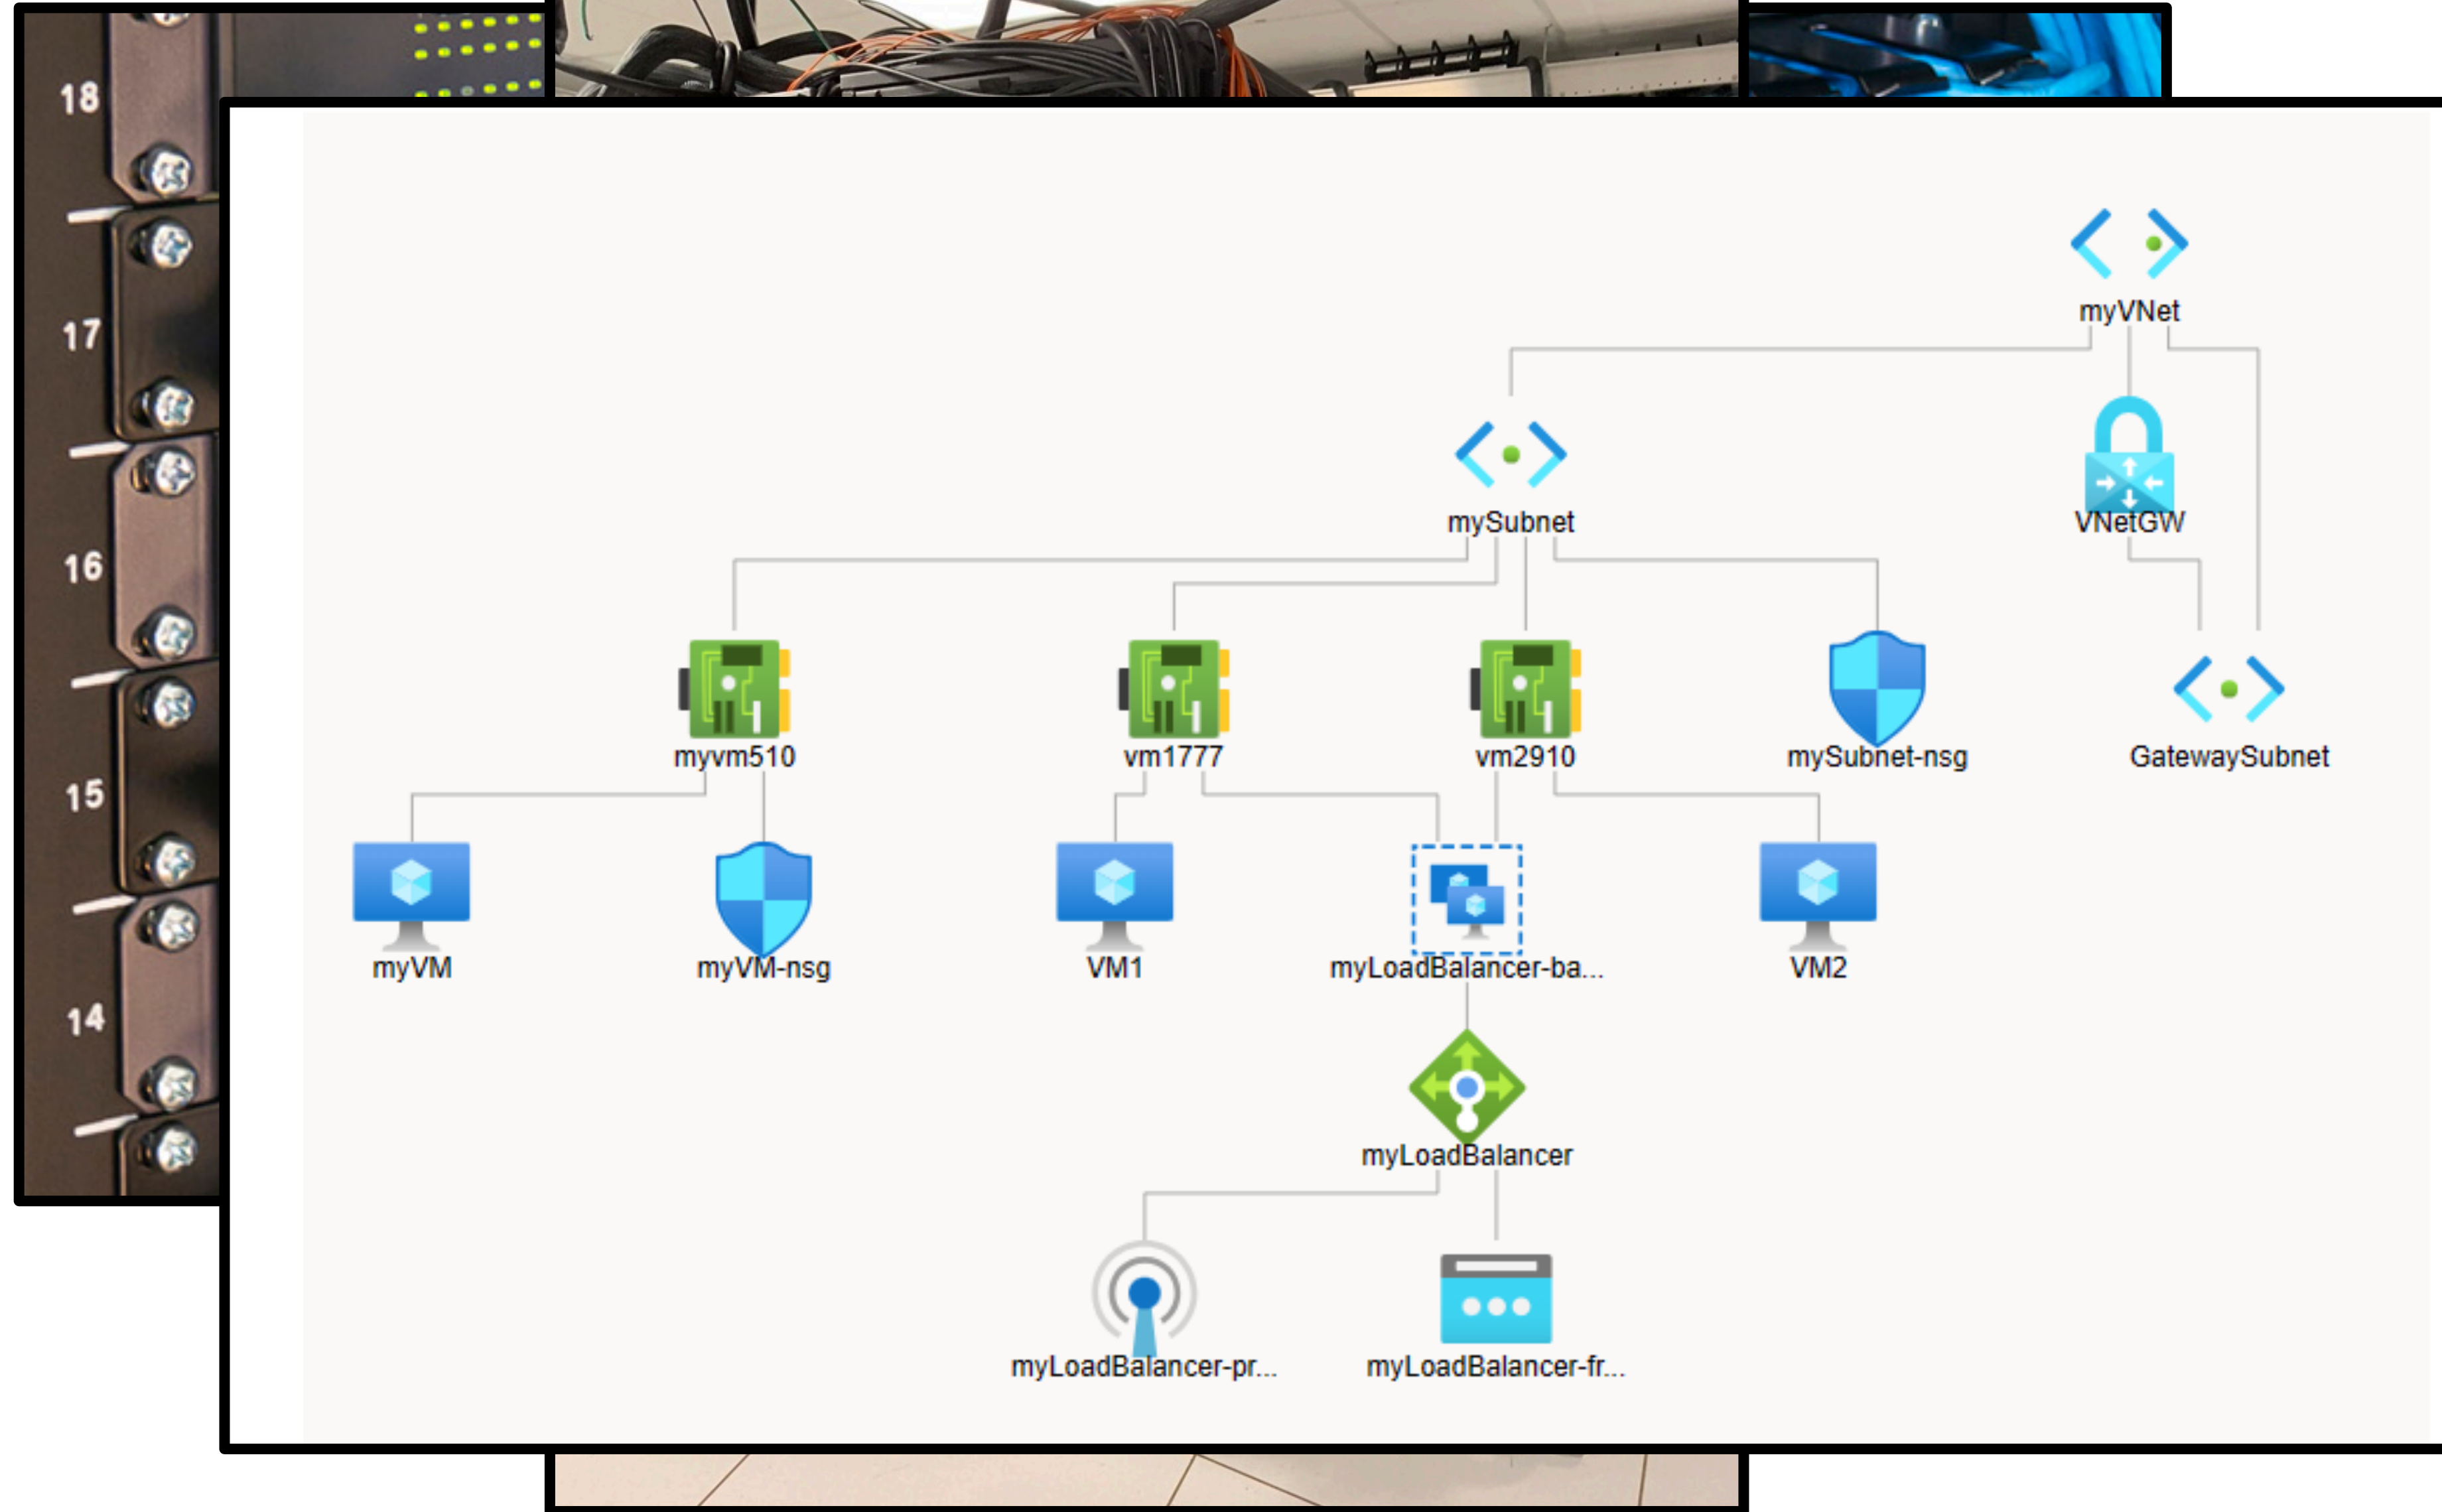 18
17
16
15
14
myVNet
mySubnet
VNetGW
myvm510
vm1777
vm2910
mySubnet-nsg
GatewaySubnet
myVM
myVM-nsg
VM1
myLoadBalancer-ba...
VM2
myLoadBalancer
myLoadBalancer-pr...
myLoadBalancer-fr...